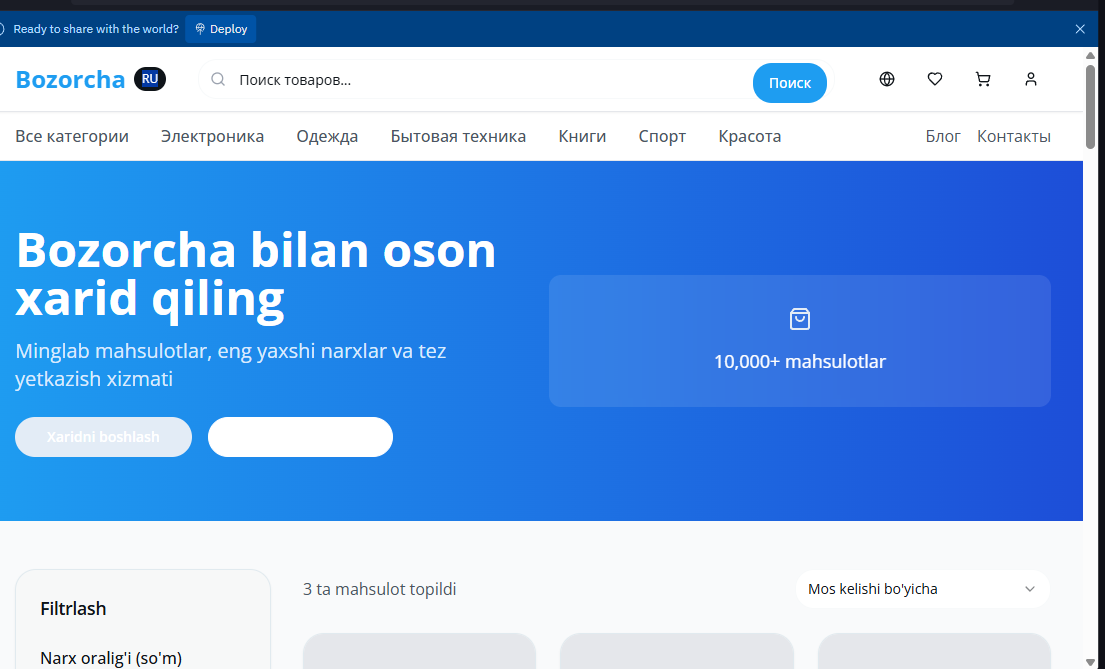 Ready to share with the world? Deploy
Bozorcha RU Поиск товаров... Поиск
Все категории Электроника Одежда Бытовая техника Книги Спорт Красота Блог Контакты
Bozorcha bilan oson
xarid qiling
Minglab mahsulotlar, eng yaxshi narxlar va tez
yetkazish xizmati
Xaridni boshlash
10,000+ mahsulotlar
Filtrlash
Narx oralig'i (so'm)
3 ta mahsulot topildi
Mos kelishi bo'yicha